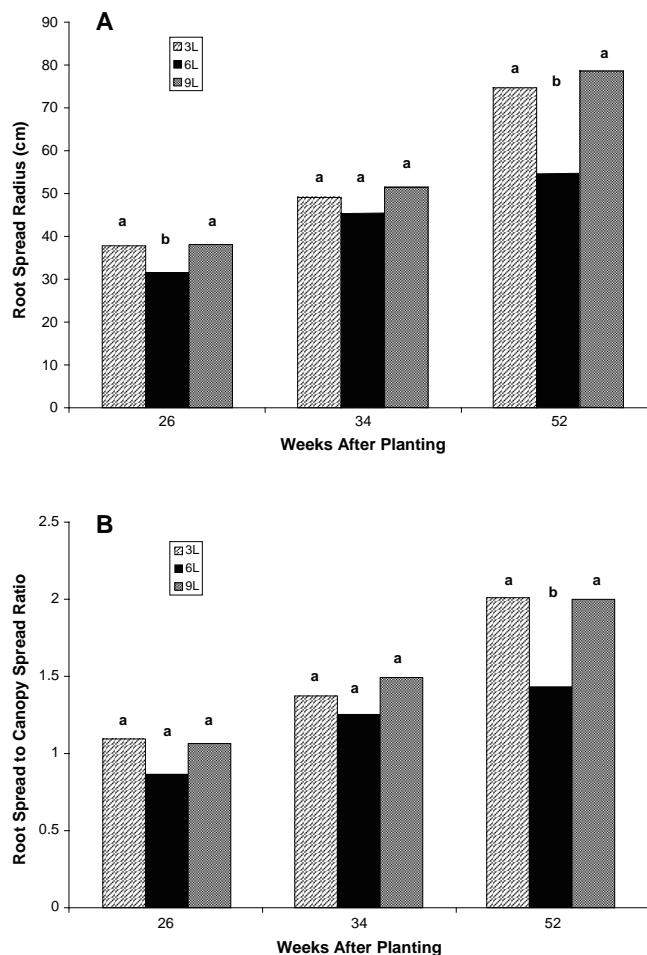 A
3L
6L
9L
Root Spread Radius (cm)
90
80
70
60
50
40
30
20
10
0
a b a
a a a
a b a
26 34 52
Weeks After Planting
B
3L
6L
9L
Root Spread to Canopy Spread Ratio
2.5
2
1.5
1
0.5
0
a a a
a a a
a b a
26 34 52
Weeks After Planting